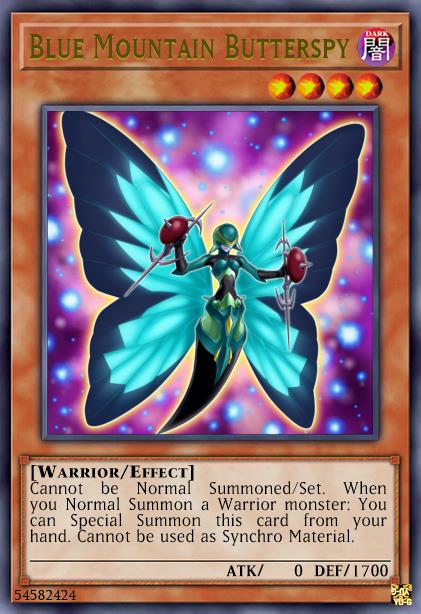 Blue Mountain Butterspy
DARK
闇
[Warrior/Effect]
Cannot be Normal Summoned/Set. When
you Normal Summon a Warrior monster: You
can Special Summon this card from your
hand. Cannot be used as Synchro Material.
ATK/ 0 DEF/1700
54582424